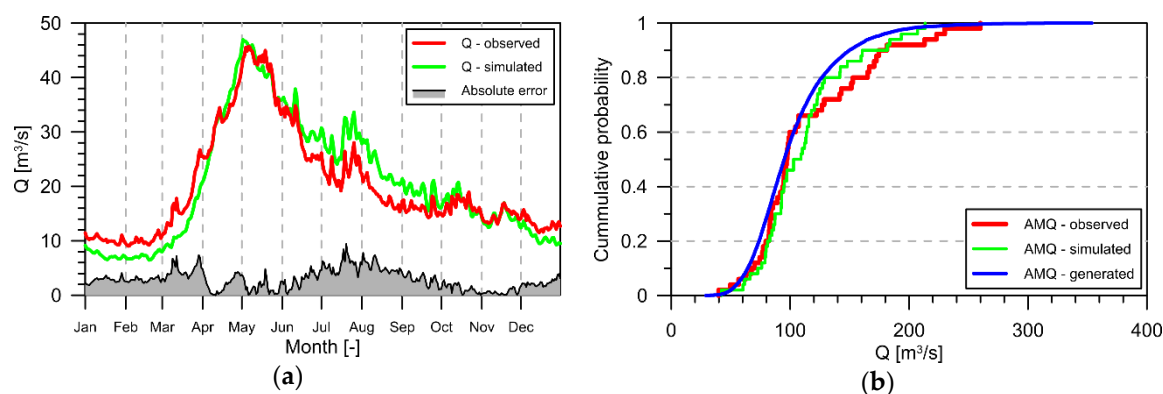 50
40
30
20
10
0
Q [m³/s]
Q - observed
Q - simulated
Absolute error
Jan Feb Mar Apr May Jun Jul Aug Sep Oct Nov Dec
Month [-]
(a)
1
0.8
0.6
0.4
0.2
0
Cummulative probability
AMQ - observed
AMQ - simulated
AMQ - generated
0 100 200 300 400
Q [m³/s]
(b)